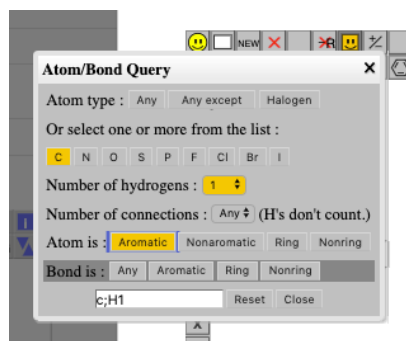 NEW
Atom/Bond Query
Atom type : Any Any except Halogen
Or select one or more from the list :
C N O S P F Cl Br I
Number of hydrogens : 1
Number of connections : Any (H's don't count.)
Atom is : Aromatic Nonaromatic Ring Nonring
Bond is : Any Aromatic Ring Nonring
c;H1 Reset Close
X